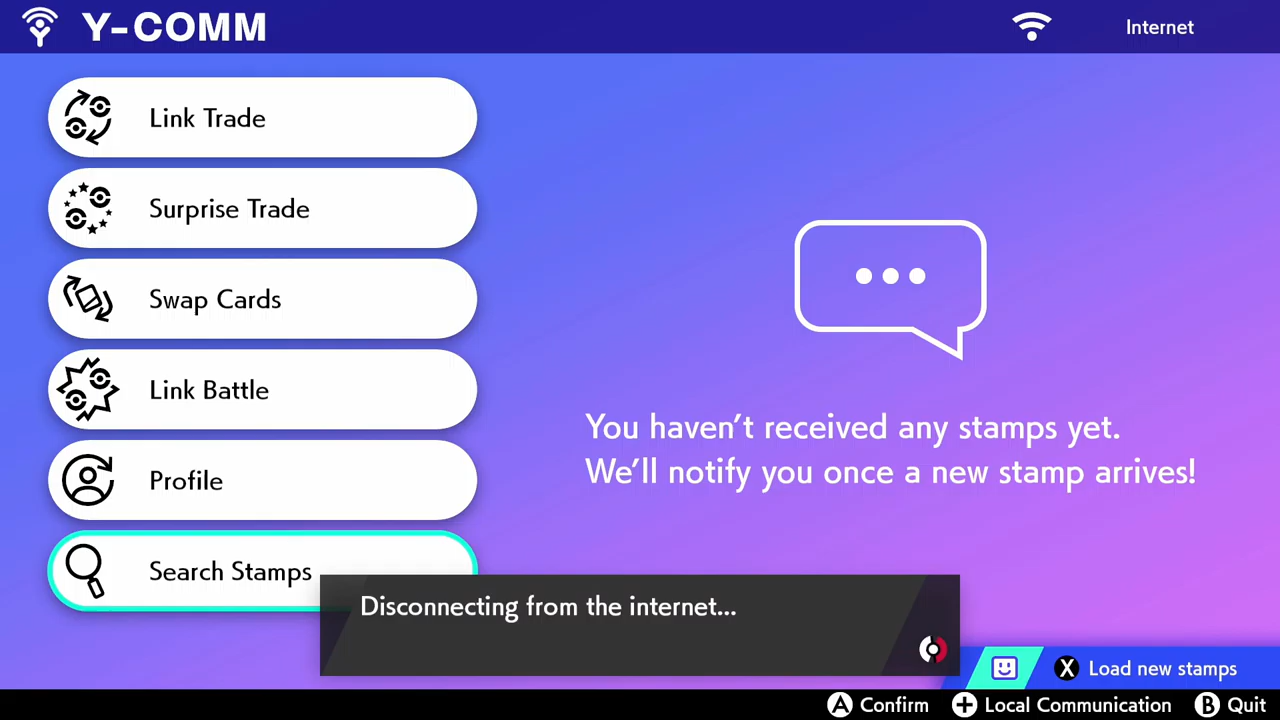 Y-COMM
Internet
Link Trade
Surprise Trade
Swap Cards
Link Battle
Profile
Search Stamps
You haven't received any stamps yet.
We'll notify you once a new stamp arrives!
Disconnecting from the internet...
X Load new stamps
A Confirm + Local Communication B Quit